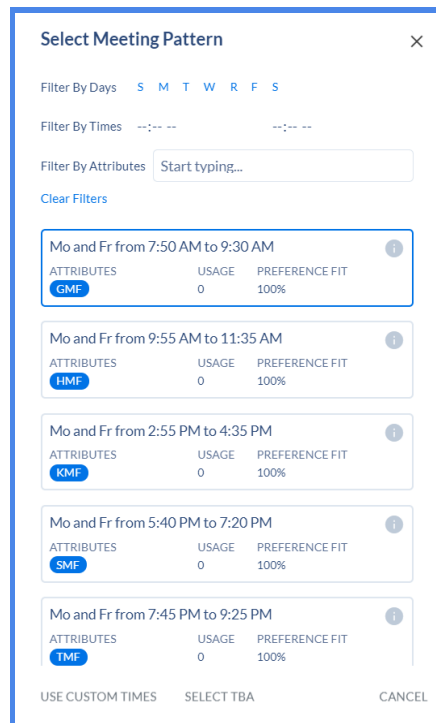 Select Meeting Pattern ×
Filter By Days S M T W R F S
Filter By Times --:-- -- --:-- --
Filter By Attributes Start typing...
Clear Filters
Mo and Fr from 7:50 AM to 9:30 AM i
ATTRIBUTES USAGE PREFERENCE FIT
GMF 0 100%
Mo and Fr from 9:55 AM to 11:35 AM i
ATTRIBUTES USAGE PREFERENCE FIT
HMF 0 100%
Mo and Fr from 2:55 PM to 4:35 PM i
ATTRIBUTES USAGE PREFERENCE FIT
KMF 0 100%
Mo and Fr from 5:40 PM to 7:20 PM i
ATTRIBUTES USAGE PREFERENCE FIT
SMF 0 100%
Mo and Fr from 7:45 PM to 9:25 PM i
ATTRIBUTES USAGE PREFERENCE FIT
TMF 0 100%
USE CUSTOM TIMES SELECT TBA CANCEL